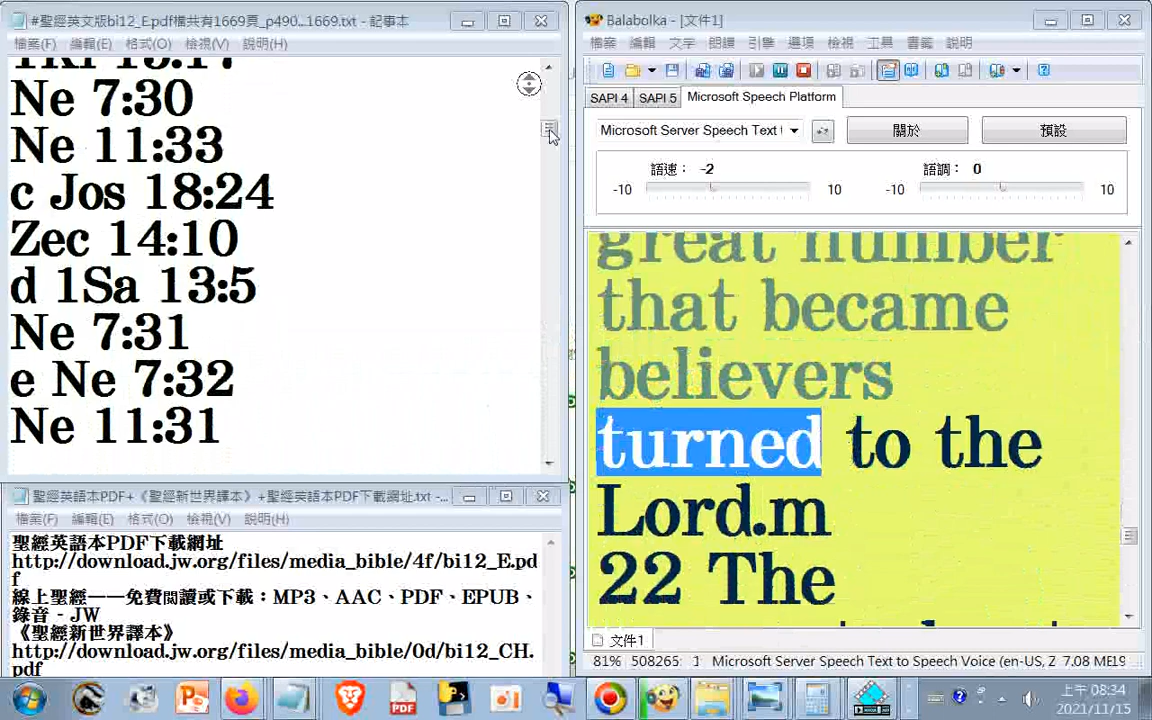 #聖經英文版bi12_E.pdf檔共有1669頁_p490...1669.txt - 記事本
檔案(F) 編輯(E) 格式(O) 檢視(V) 說明(H)
1Ki 15:17
Ne 7:30
Ne 11:33
c Jos 18:24
Zec 14:10
d 1Sa 13:5
Ne 7:31
e Ne 7:32
Ne 11:31
聖經英語本PDF+《聖經新世界譯本》+聖經英語本PDF下載網址.txt -...
檔案(F) 編輯(E) 格式(O) 檢視(V) 說明(H)
聖經英語本PDF下載網址
http://download.jw.org/files/media_bible/4f/bi12_E.pd
f
線上聖經——免費閱讀或下載：MP3、AAC、PDF、EPUB、
錄音 - JW
《聖經新世界譯本》
http://download.jw.org/files/media_bible/0d/bi12_CH.
pdf
Balabolka - [文件1]
檔案 編輯 文字 朗讀 引擎 選項 檢視 工具 書籤 說明
SAPI 4 SAPI 5 Microsoft Speech Platform
Microsoft Server Speech Text 關於 預設
語速： -2 語調： 0
-10 10 -10 10
great number
that became
believers
turned to the
Lord.m
22 The
文件1
81% 508265: 1 Microsoft Server Speech Text to Speech Voice (en-US, Z 7.08 ME19
PDF
上午 08:34
2021/11/15